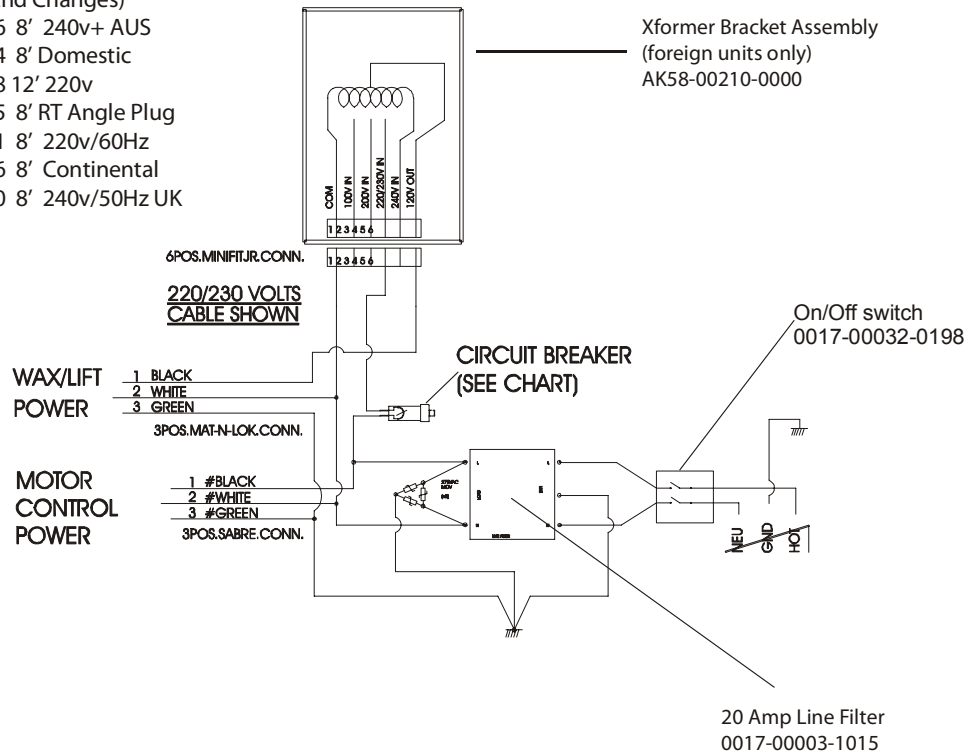 nd Changes)
6 8’ 240v+ AUS
4 8’ Domestic
8 12’ 220v
5 8’ RT Angle Plug
1 8’ 220v/60Hz
6 8’ Continental
0 8’ 240v/50Hz UK
Xformer Bracket Assembly
(foreign units only)
AK58-00210-0000
COM
100V IN
200V IN
220/230V IN
240V IN
120V OUT
1 2 3 4 5 6
6POS.MINIFITJR.CONN.
1 2 3 4 5 6
220/230 VOLTS
CABLE SHOWN
On/Off switch
0017-00032-0198
CIRCUIT BREAKER
(SEE CHART)
WAX/LIFT
POWER
1 BLACK
2 WHITE
3 GREEN
3POS.MAT-N-LOK.CONN.
MOTOR
CONTROL
POWER
1 #BLACK
2 #WHITE
3 #GREEN
3POS.SABRE.CONN.
L
L
NEU
GND
HOT
20 Amp Line Filter
0017-00003-1015